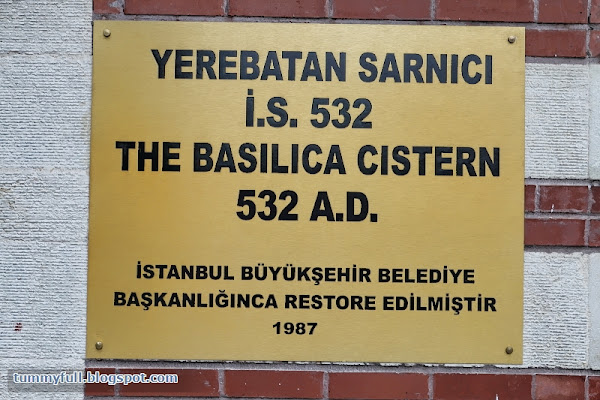 YEREBATAN SARNICI
İ.S. 532
THE BASILICA CISTERN
532 A.D.
İSTANBUL BÜYÜKŞEHİR BELEDİYE
BAŞKANLIĞINCA RESTORE EDİLMİŞTİR
1987
tummyfull.blogspot.com